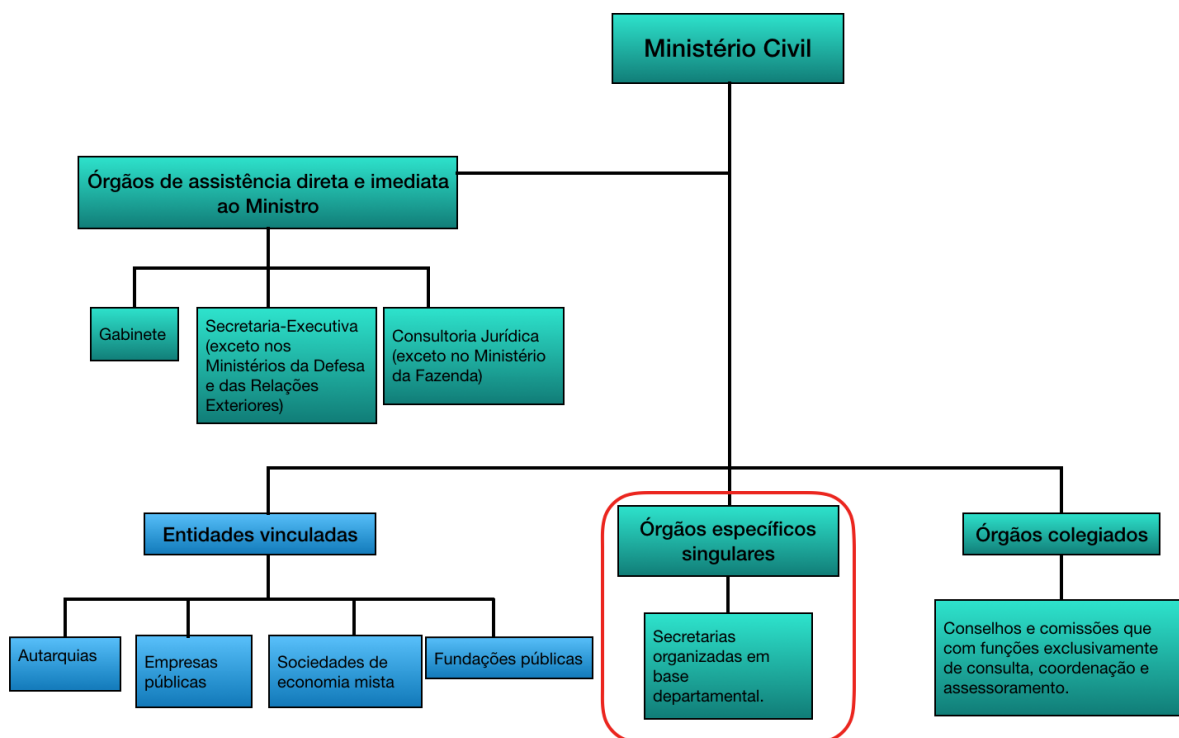 Ministério Civil
Órgãos de assistência direta e imediata
ao Ministro
Gabinete
Secretaria-Executiva
(exceto nos
Ministérios da Defesa
e das Relações
Exteriores)
Consultoria Jurídica
(exceto no Ministério
da Fazenda)
Entidades vinculadas
Autarquias
Empresas
públicas
Sociedades de
economia mista
Fundações públicas
Órgãos específicos
singulares
Secretarias
organizadas em
base
departamental.
Órgãos colegiados
Conselhos e comissões que
com funções exclusivamente
de consulta, coordenação e
assessoramento.